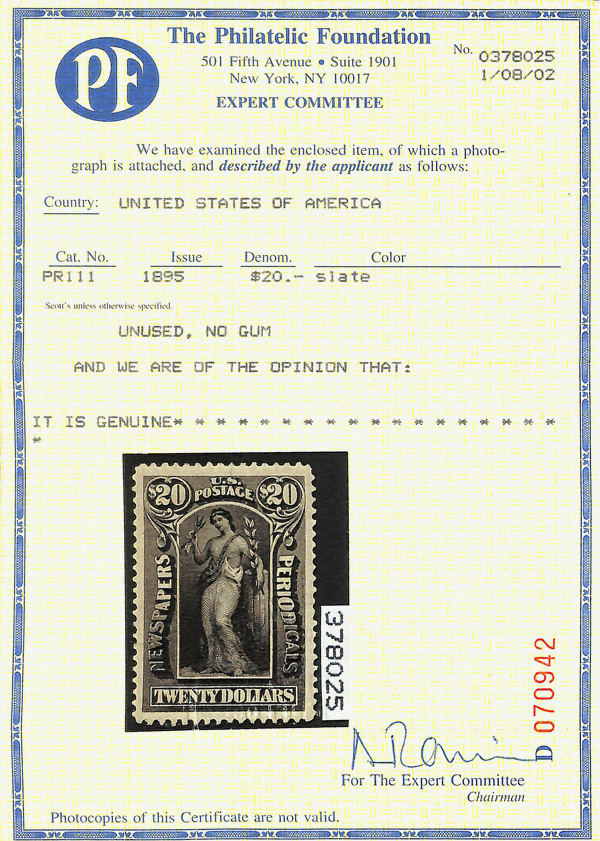 PF
The Philatelic Foundation
501 Fifth Avenue • Suite 1901
New York, NY 10017
EXPERT COMMITTEE
No. 0378025
1/08/02
We have examined the enclosed item, of which a photo-
graph is attached, and described by the applicant as follows:
Country: UNITED STATES OF AMERICA
Cat. No. Issue Denom. Color
PR111 1895 $20.- slate
Scott's unless otherwise specified.
UNUSED, NO GUM
AND WE ARE OF THE OPINION THAT:
IT IS GENUINE* * * * * * * * * * * * * * * * * *
*
$20 U.S. POSTAGE $20
NEWSPAPERS
PERIODICALS
TWENTY DOLLARS
378025
D 070942
For The Expert Committee
Chairman
Photocopies of this Certificate are not valid.